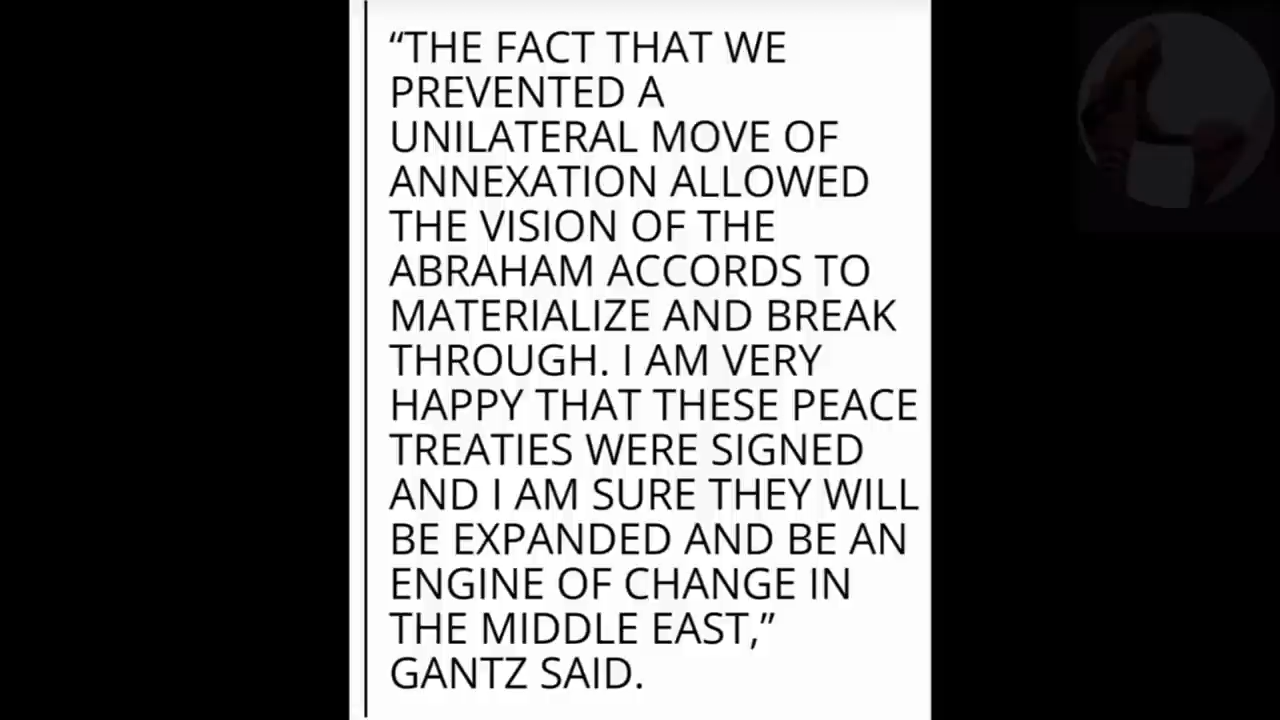 “THE FACT THAT WE
PREVENTED A
UNILATERAL MOVE OF
ANNEXATION ALLOWED
THE VISION OF THE
ABRAHAM ACCORDS TO
MATERIALIZE AND BREAK
THROUGH. I AM VERY
HAPPY THAT THESE PEACE
TREATIES WERE SIGNED
AND I AM SURE THEY WILL
BE EXPANDED AND BE AN
ENGINE OF CHANGE IN
THE MIDDLE EAST,”
GANTZ SAID.